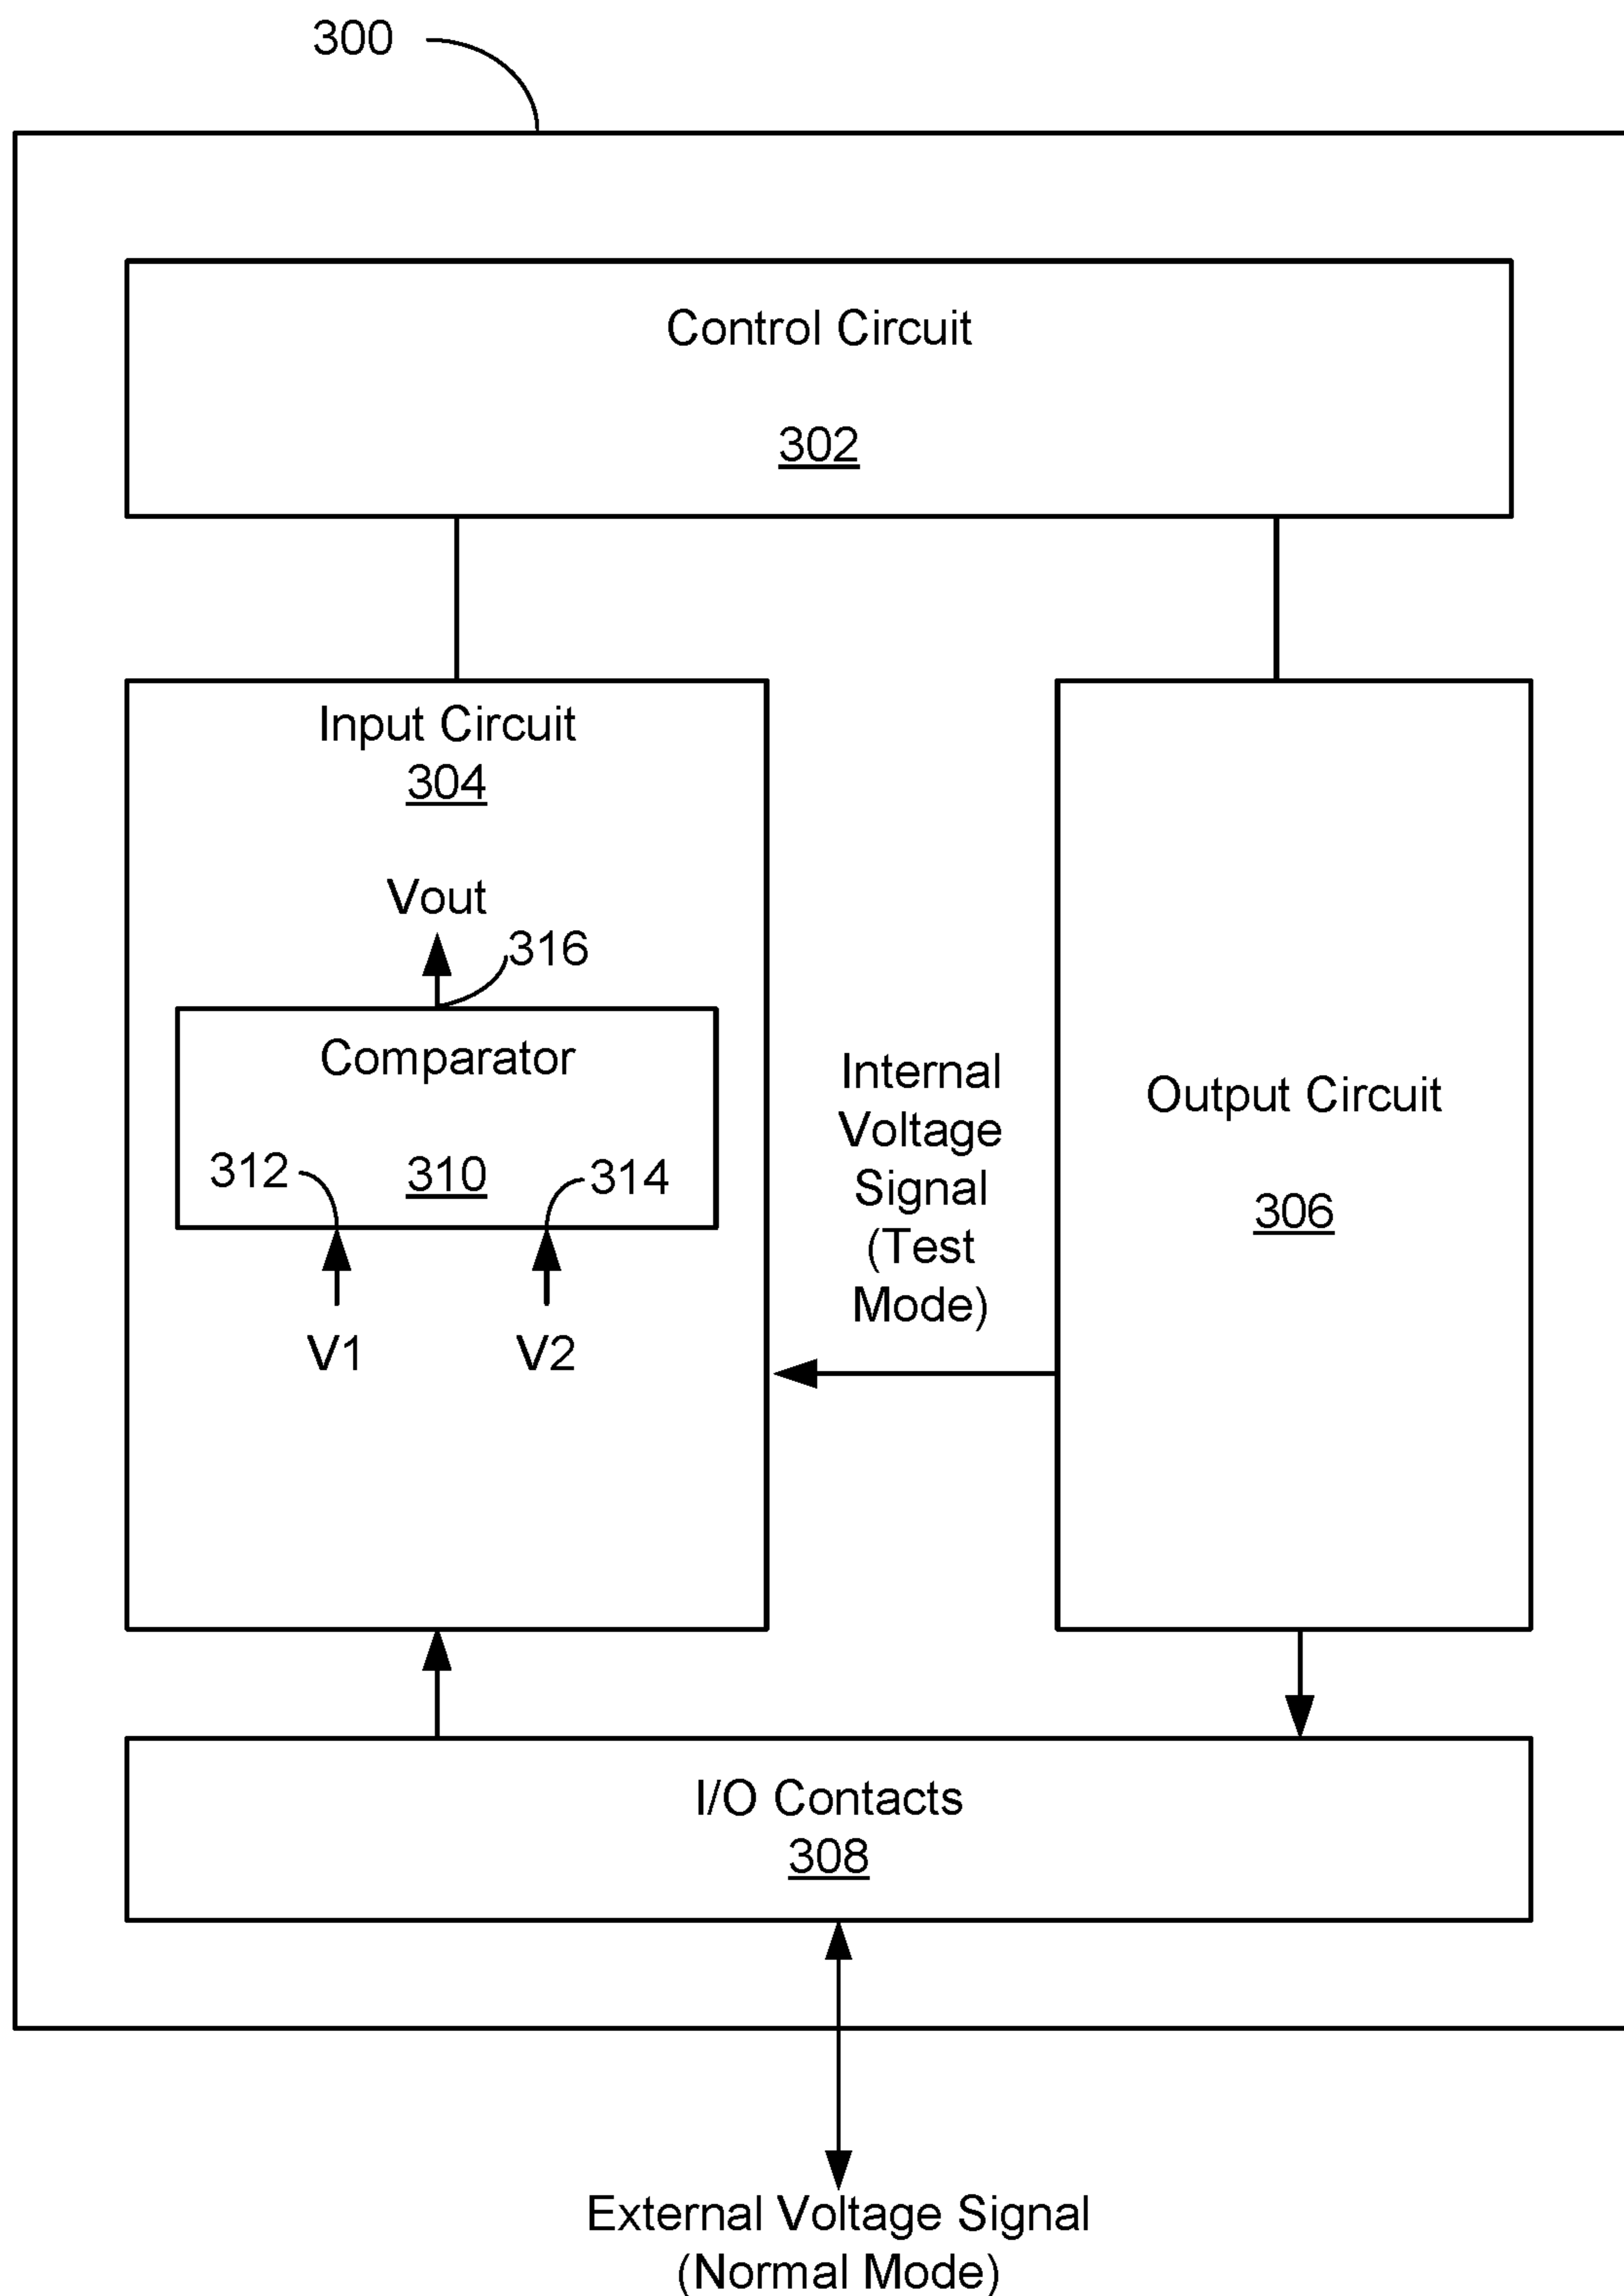 300
Control Circuit
302
Input Circuit
304
Vout
316
Comparator
312
310
314
V1
V2
Internal
Voltage
Signal
(Test
Mode)
Output Circuit
306
I/O Contacts
308
External Voltage Signal
(Normal Mode)